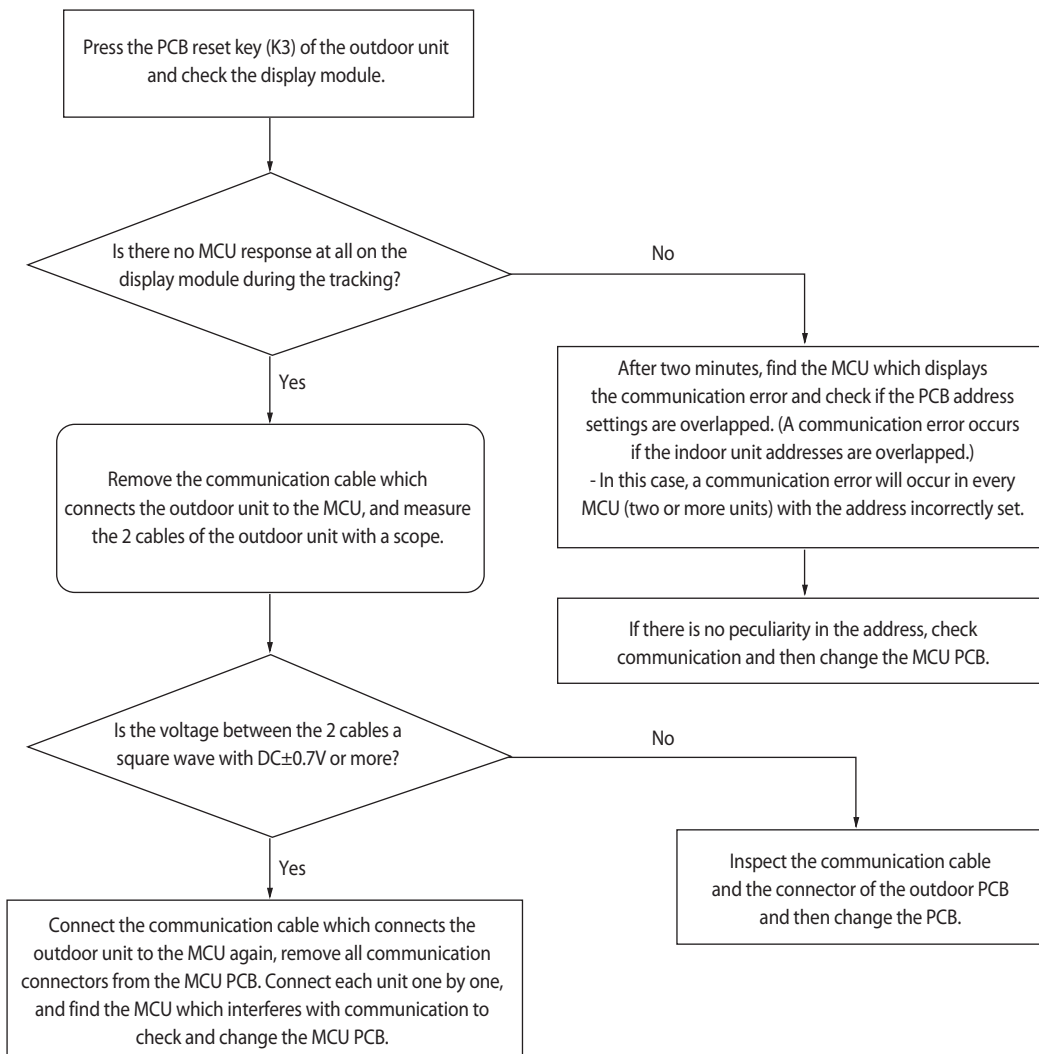 Press the PCB reset key (K3) of the outdoor unit
and check the display module.
Is there no MCU response at all on the
display module during the tracking?
No
After two minutes, find the MCU which displays
the communication error and check if the PCB address
settings are overlapped. (A communication error occurs
if the indoor unit addresses are overlapped.)
- In this case, a communication error will occur in every
MCU (two or more units) with the address incorrectly set.
If there is no peculiarity in the address, check
communication and then change the MCU PCB.
Yes
Remove the communication cable which
connects the outdoor unit to the MCU, and measure
the 2 cables of the outdoor unit with a scope.
Is the voltage between the 2 cables a
square wave with DC±0.7V or more?
No
Inspect the communication cable
and the connector of the outdoor PCB
and then change the PCB.
Yes
Connect the communication cable which connects the
outdoor unit to the MCU again, remove all communication
connectors from the MCU PCB. Connect each unit one by one,
and find the MCU which interferes with communication to
check and change the MCU PCB.